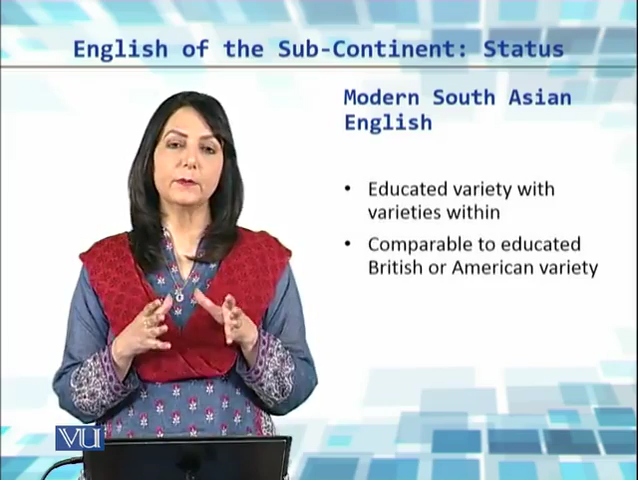 English of the Sub-Continent: Status
Modern South Asian
English
• Educated variety with
varieties within
• Comparable to educated
British or American variety
VU